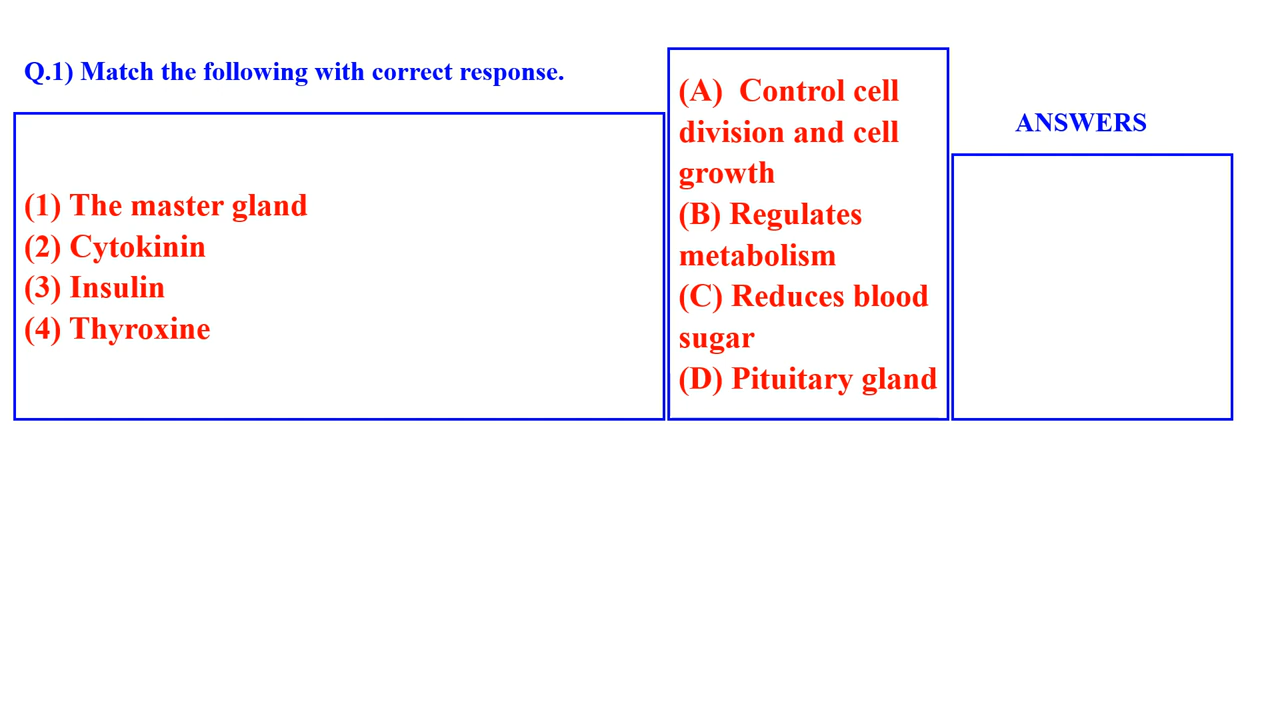 Q.1) Match the following with correct response.
(1) The master gland
(2) Cytokinin
(3) Insulin
(4) Thyroxine
(A) Control cell
division and cell
growth
(B) Regulates
metabolism
(C) Reduces blood
sugar
(D) Pituitary gland
ANSWERS